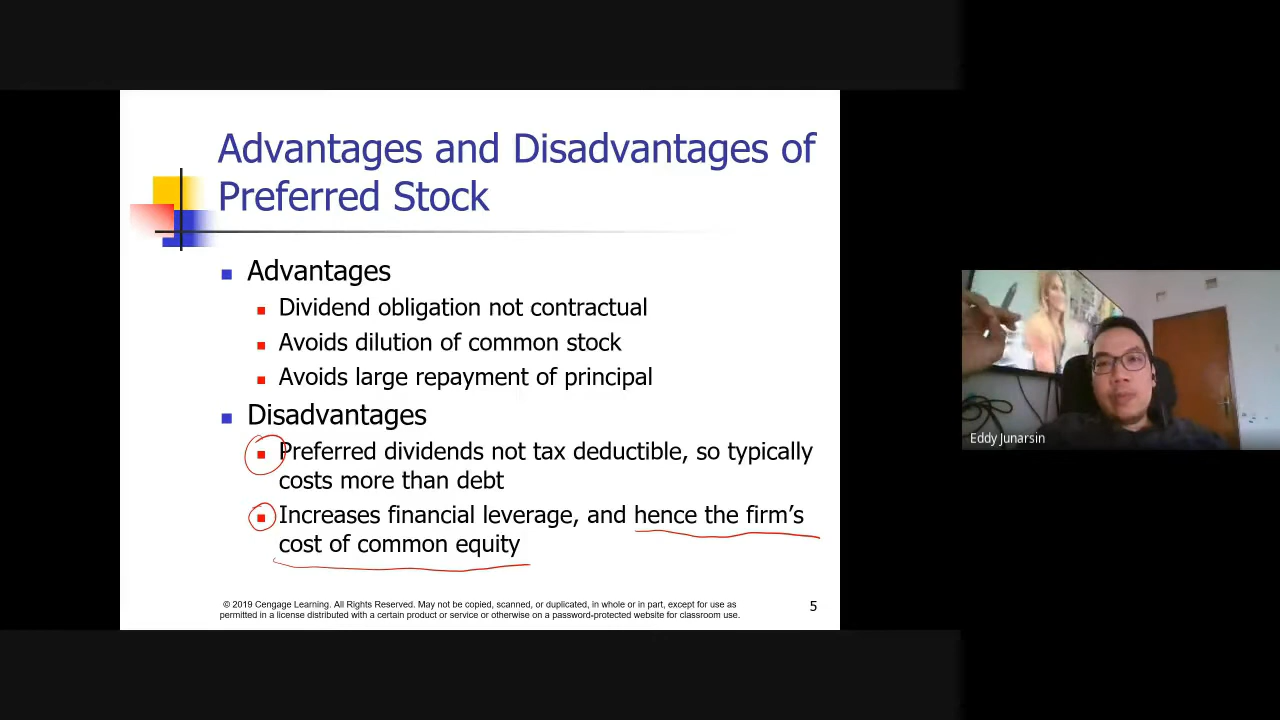 Advantages and Disadvantages of
Preferred Stock
Advantages
Dividend obligation not contractual
Avoids dilution of common stock
Avoids large repayment of principal
Disadvantages
Preferred dividends not tax deductible, so typically
costs more than debt
Increases financial leverage, and hence the firm's
cost of common equity
© 2019 Cengage Learning. All Rights Reserved. May not be copied, scanned, or duplicated, in whole or in part, except for use as
permitted in a license distributed with a certain product or service or otherwise on a password-protected website for classroom use.
5
Eddy Junarsin